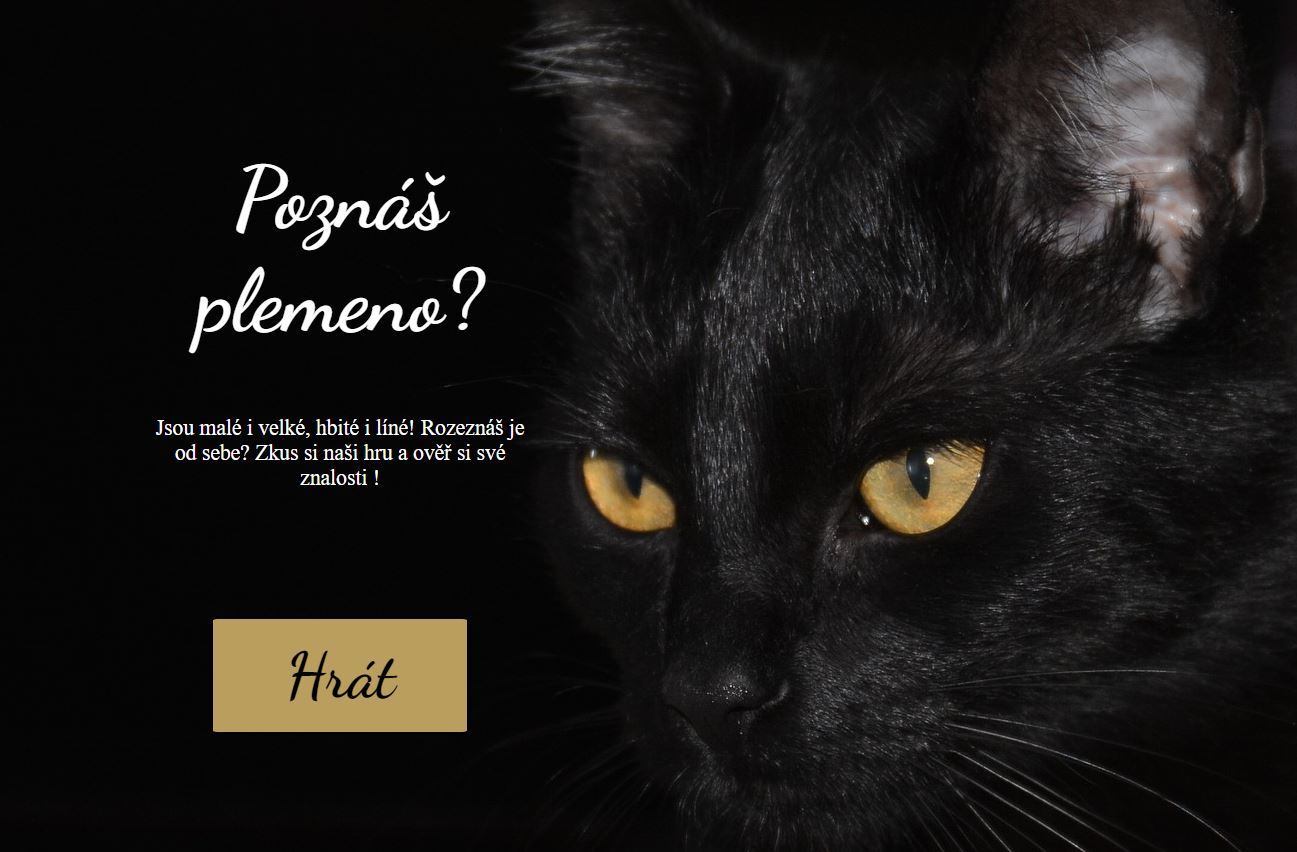 Poznáš
plemeno?
Jsou malé i velké, hbité i líné! Rozeznáš je
od sebe? Zkus si naši hru a ověř si své
znalosti !
Hrát